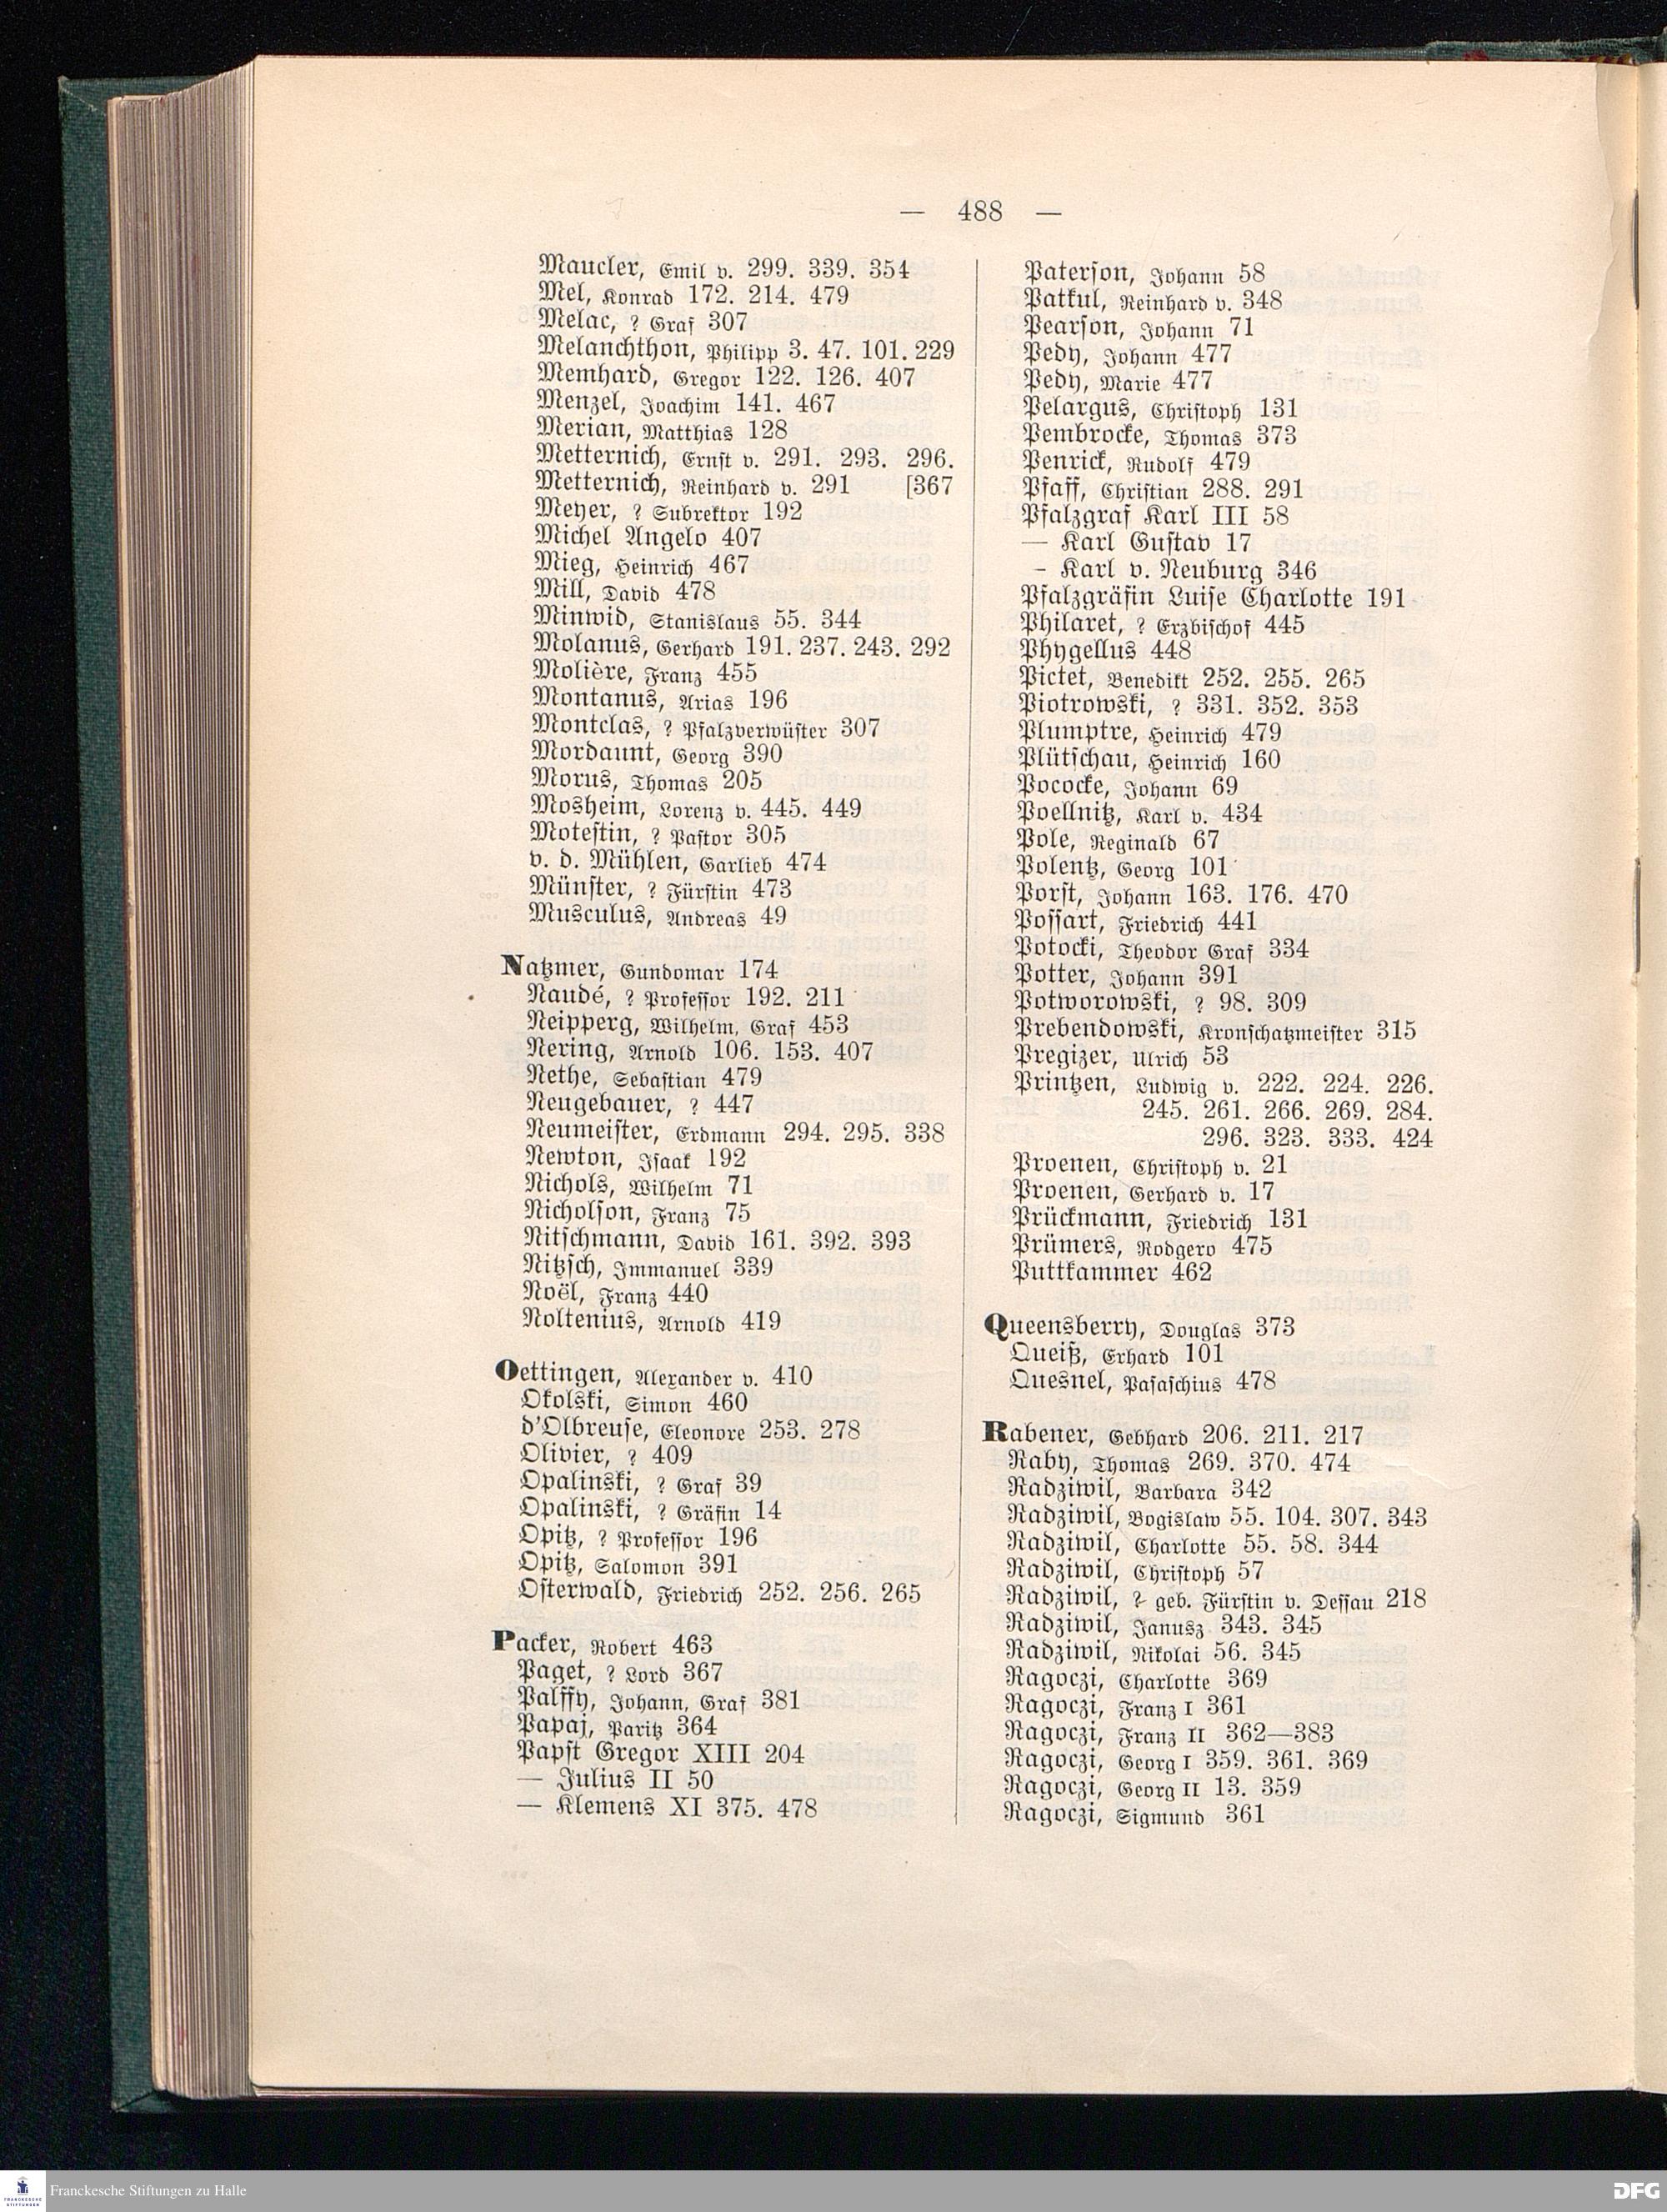 — 488 —
Maucler, Emil v. 299. 339. 354
Mel, Konrad 172. 214. 479
Melac, ? Graf 307
Melanchthon, Philipp 3. 47. 101. 229
Memhard, Gregor 122. 126. 407
Menzel, Joachim 141. 467
Merian, Matthias 128
Metternich, Ernst v. 291. 293. 296.
Metternich, Reinhard v. 291 [367
Meyer, ? Subrektor 192
Michel Angelo 407
Mieg, Heinrich 467
Mill, David 478
Minwid, Stanislaus 55. 344
Molanus, Gerhard 191. 237. 243. 292
Molière, Franz 455
Montanus, Arias 196
Montclas, ? Pfalzverwüster 307
Mordaunt, Georg 390
Morus, Thomas 205
Mosheim, Lorenz v. 445. 449
Motestin, ? Pastor 305
v. d. Mühlen, Garlieb 474
Münster, ? Fürstin 473
Musculus, Andreas 49
Natzmer, Gundomar 174
Naudé, ? Professor 192. 211
Neipperg, Wilhelm, Graf 453
Nering, Arnold 106. 153. 407
Nethe, Sebastian 479
Neugebauer, ? 447
Neumeister, Erdmann 294. 295. 338
Newton, Isaak 192
Nichols, Wilhelm 71
Nicholson, Franz 75
Nitschmann, David 161. 392. 393
Nitzsch, Immanuel 339
Noël, Franz 440
Noltenius, Arnold 419
Oettingen, Alexander v. 410
Okolski, Simon 460
d'Olbreuse, Eleonore 253. 278
Olivier, ? 409
Opalinski, ? Graf 39
Opalinski, ? Gräfin 14
Opitz, ? Professor 196
Opitz, Salomon 391
Osterwald, Friedrich 252. 256. 265
Packer, Robert 463
Paget, ? Lord 367
Palffy, Johann, Graf 381
Papaj, Paritz 364
Papst Gregor XIII 204
— Julius II 50
— Klemens XI 375. 478
Paterson, Johann 58
Patkul, Reinhard v. 348
Pearson, Johann 71
Pedy, Johann 477
Pedy, Marie 477
Pelargus, Christoph 131
Pembrocke, Thomas 373
Penrick, Rudolf 479
Pfaff, Christian 288. 291
Pfalzgraf Karl III 58
— Karl Gustav 17
– Karl v. Neuburg 346
Pfalzgräfin Luise Charlotte 191
Philaret, ? Erzbischof 445
Phygellus 448
Pictet, Benedikt 252. 255. 265
Piotrowski, ? 331. 352. 353
Plumptre, Heinrich 479
Plütschau, Heinrich 160
Pococke, Johann 69
Poellnitz, Karl v. 434
Pole, Reginald 67
Polentz, Georg 101
Porst, Johann 163. 176. 470
Possart, Friedrich 441
Potocki, Theodor Graf 334
Potter, Johann 391
Potworowski, ? 98. 309
Prebendowski, Kronschatzmeister 315
Pregizer, Ulrich 53
Printzen, Ludwig v. 222. 224. 226.
245. 261. 266. 269. 284.
296. 323. 333. 424
Proenen, Christoph v. 21
Proenen, Gerhard v. 17
Prückmann, Friedrich 131
Prümers, Rodgero 475
Puttkammer 462
Queensberry, Douglas 373
Queiß, Erhard 101
Quesnel, Pasaschius 478
Rabener, Gebhard 206. 211. 217
Raby, Thomas 269. 370. 474
Radziwil, Barbara 342
Radziwil, Bogislaw 55. 104. 307. 343
Radziwil, Charlotte 55. 58. 344
Radziwil, Christoph 57
Radziwil, ? geb. Fürstin v. Dessau 218
Radziwil, Janusz 343. 345
Radziwil, Nikolai 56. 345
Ragoczi, Charlotte 369
Ragoczi, Franz I 361
Ragoczi, Franz II 362—383
Ragoczi, Georg I 359. 361. 369
Ragoczi, Georg II 13. 359
Ragoczi, Sigmund 361
FRANCKESCHE
STIFTUNGEN
Franckesche Stiftungen zu Halle
DFG